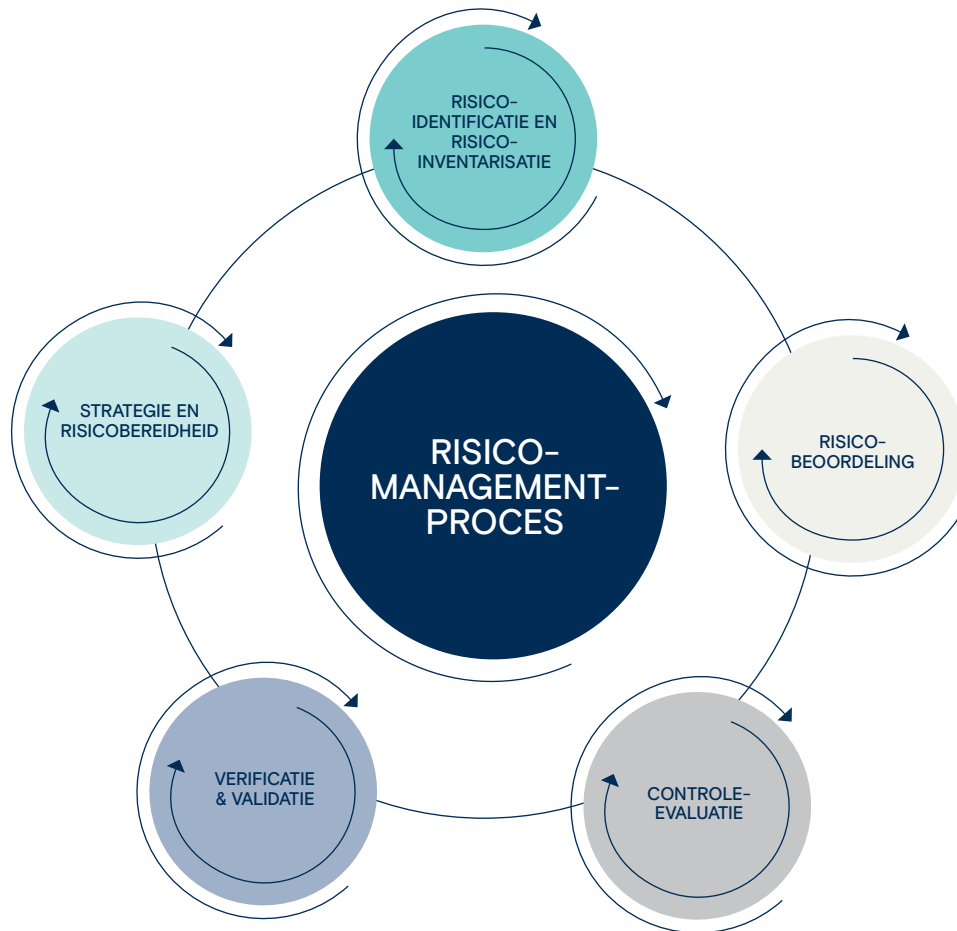 RISICO-
IDENTIFICATIE EN
RISICO-
INVENTARISATIE
STRATEGIE EN
RISICOBEREIDHEID
RISICO-
MANAGEMENT-
PROCES
RISICO-
BEOORDELING
VERIFICATIE
& VALIDATIE
CONTROLE-
EVALUATIE